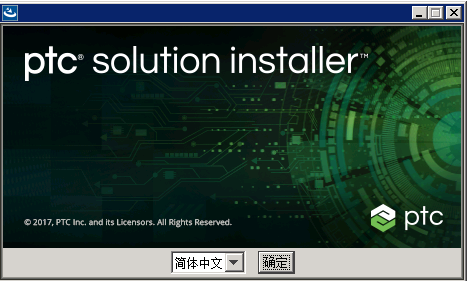 ptc® solution installer™
© 2017, PTC Inc. and its Licensors. All Rights Reserved.
ptc
简体中文 确定